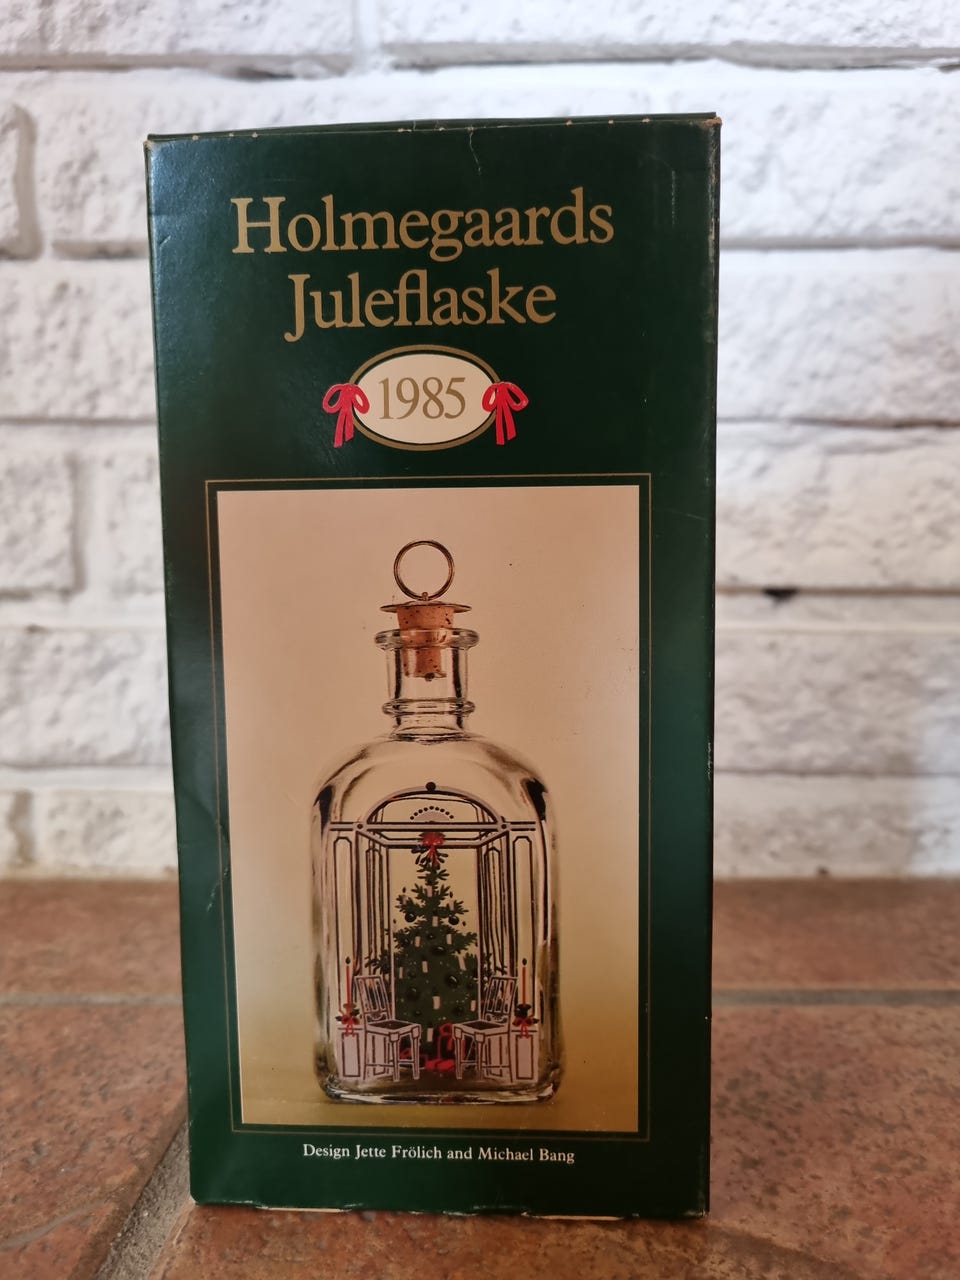 Holmegaards
Juleflaske
1985
Design Jette Frölich and Michael Bang